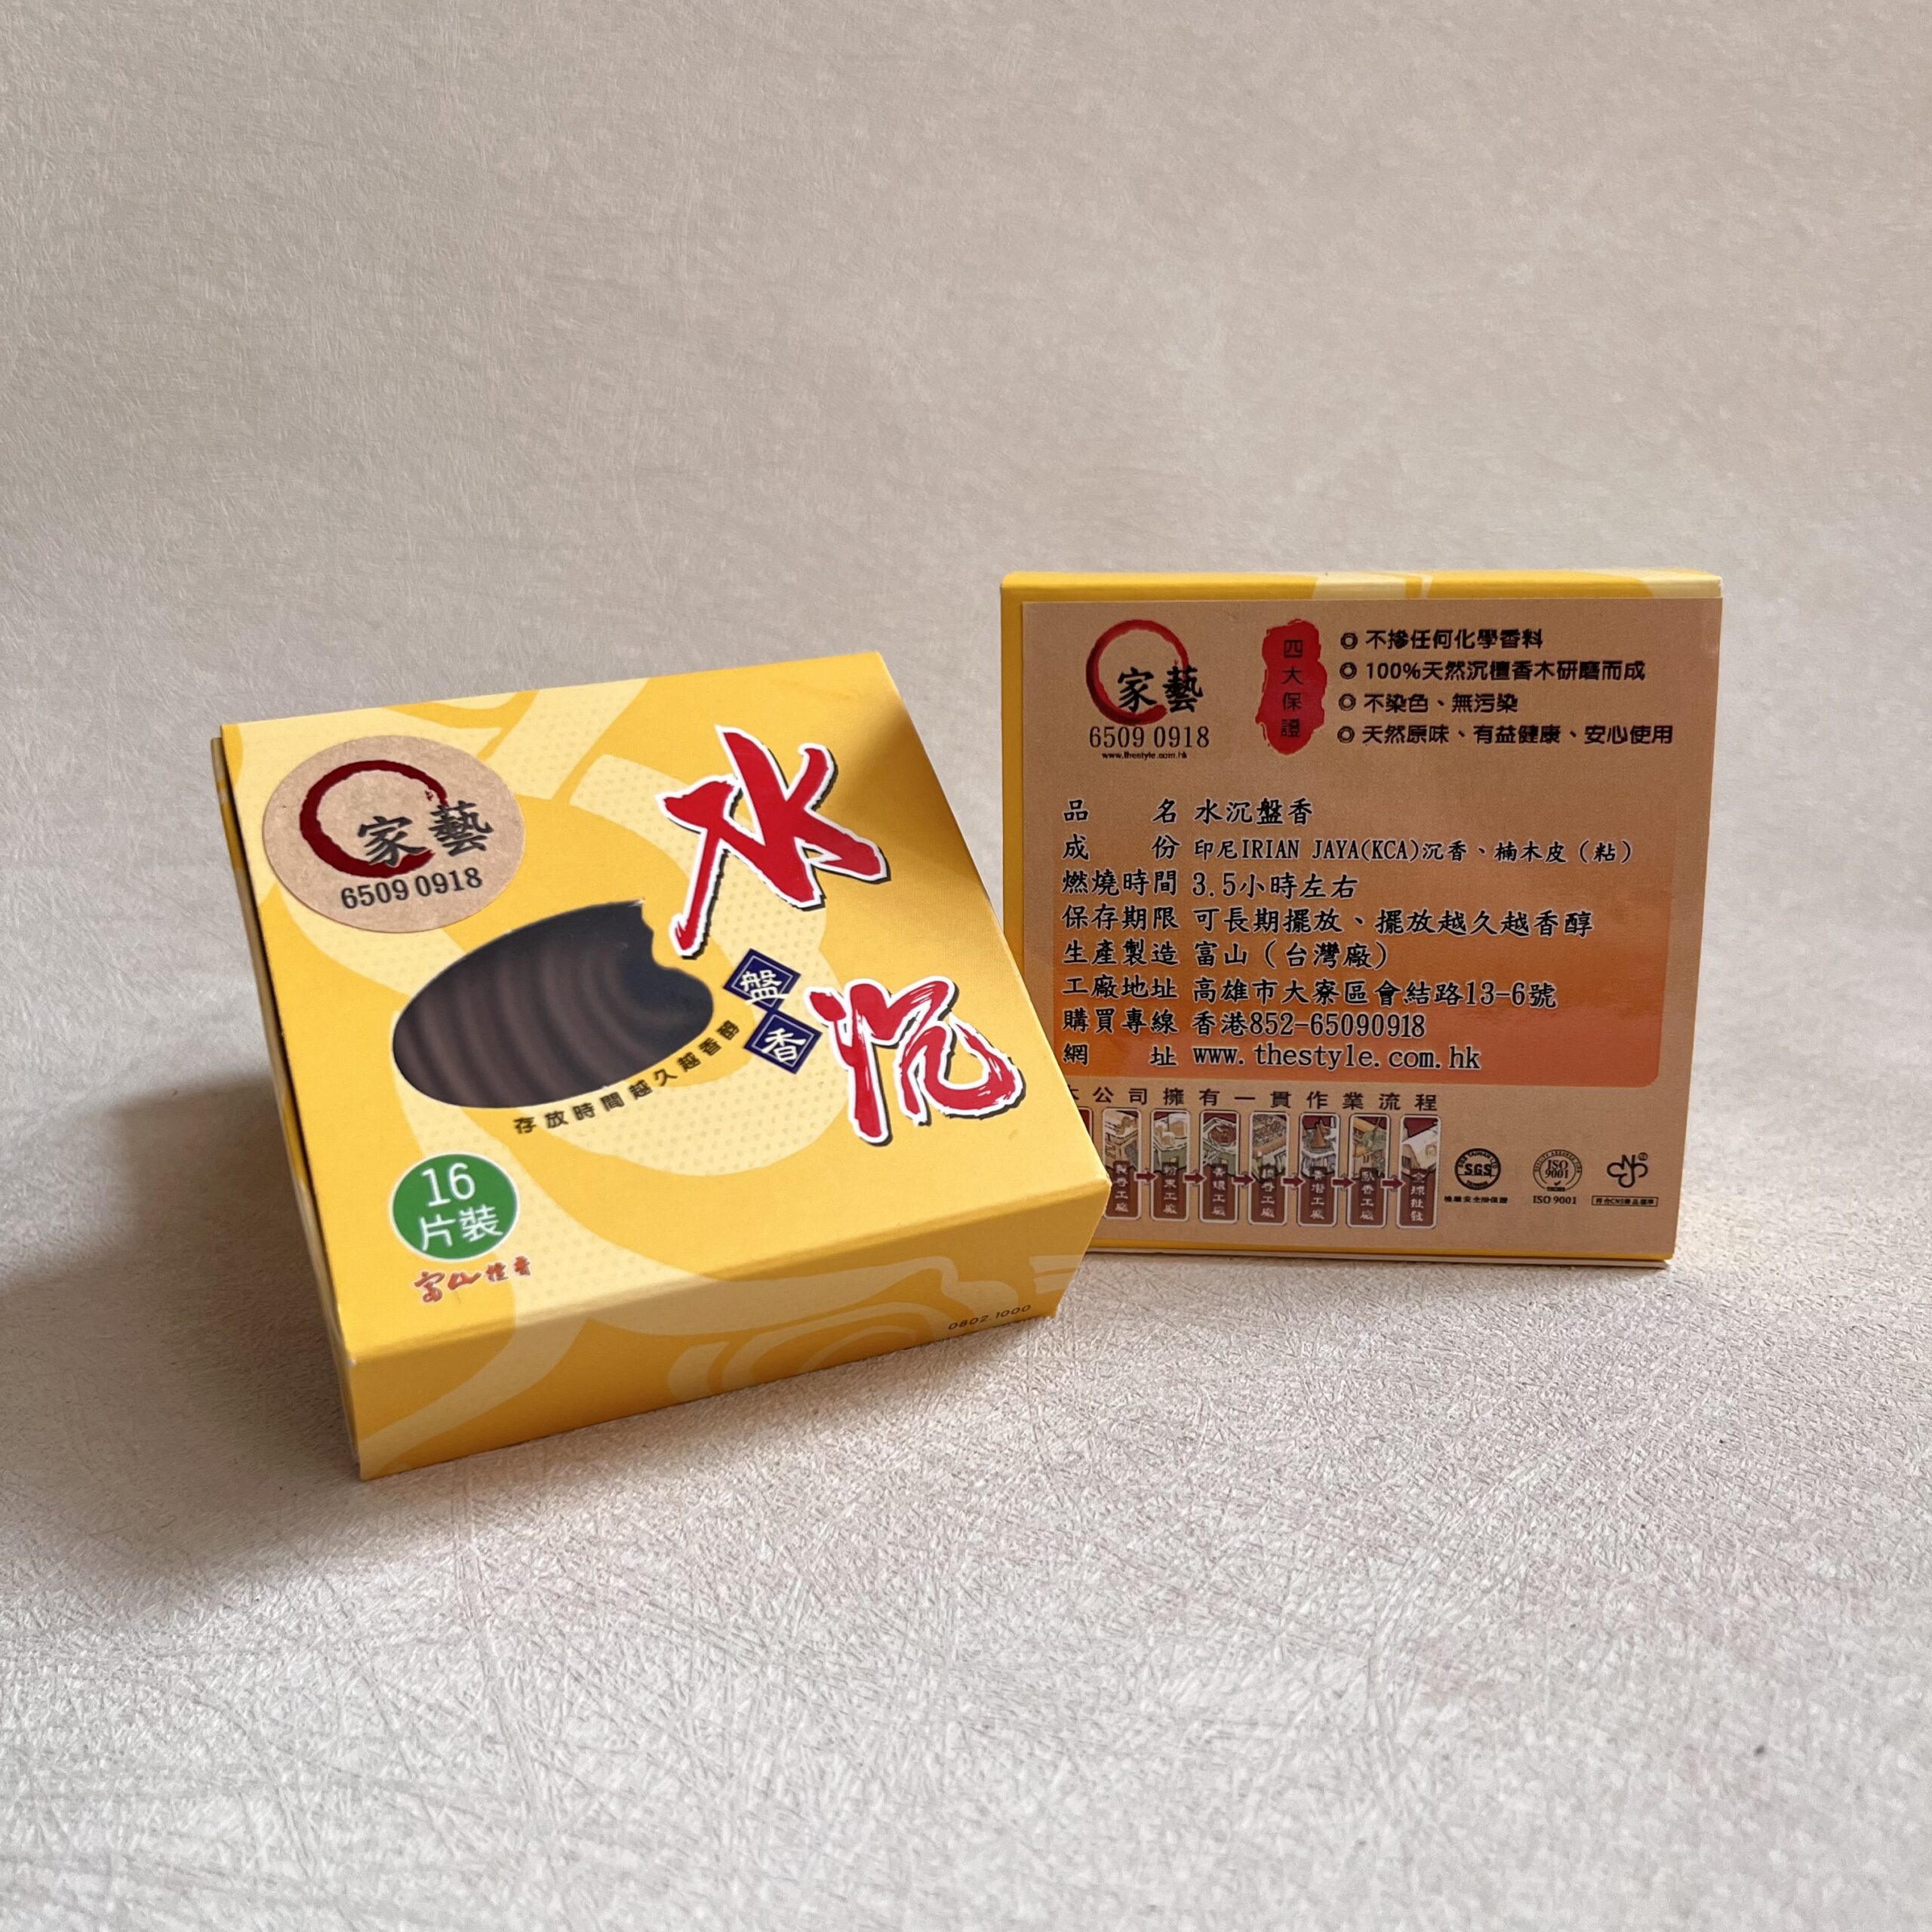 家藝
6509 0918
水沉
盤香
存放時間越久越香醇
16
片裝
富山檀香
0802 1000
家藝
6509 0918
www.thestyle.com.hk
四大保證
◎不摻任何化學香料
◎100%天然沉檀香木研磨而成
◎不染色、無污染
◎天然原味、有益健康、安心使用
品名 水沉盤香
成份 印尼IRIAN JAYA(KCA)沉香、楠木皮（粘）
燃燒時間 3.5小時左右
保存期限 可長期擺放、擺放越久越香醇
生產製造 富山（台灣廠）
工廠地址 高雄市大寮區會結路13-6號
購買專線 香港852-65090918
網址 www.thestyle.com.hk
公司擁有一貫作業流程
SGS
ISO
9001
ISO 9001